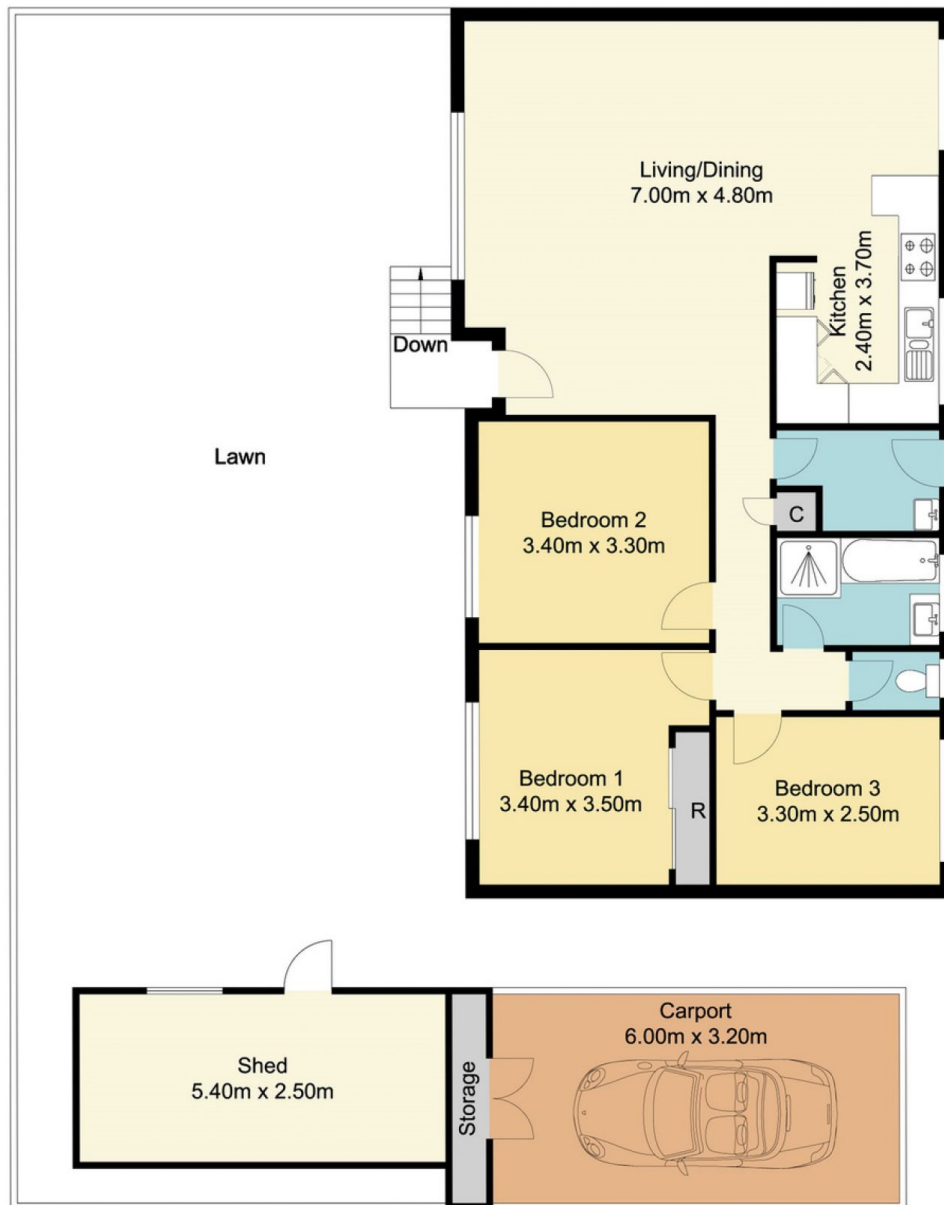 Living/Dining
7.00m x 4.80m
Kitchen
2.40m x 3.70m
Down
Lawn
Bedroom 2
3.40m x 3.30m
C
Bedroom 1
3.40m x 3.50m
R
Bedroom 3
3.30m x 2.50m
Shed
5.40m x 2.50m
Storage
Carport
6.00m x 3.20m